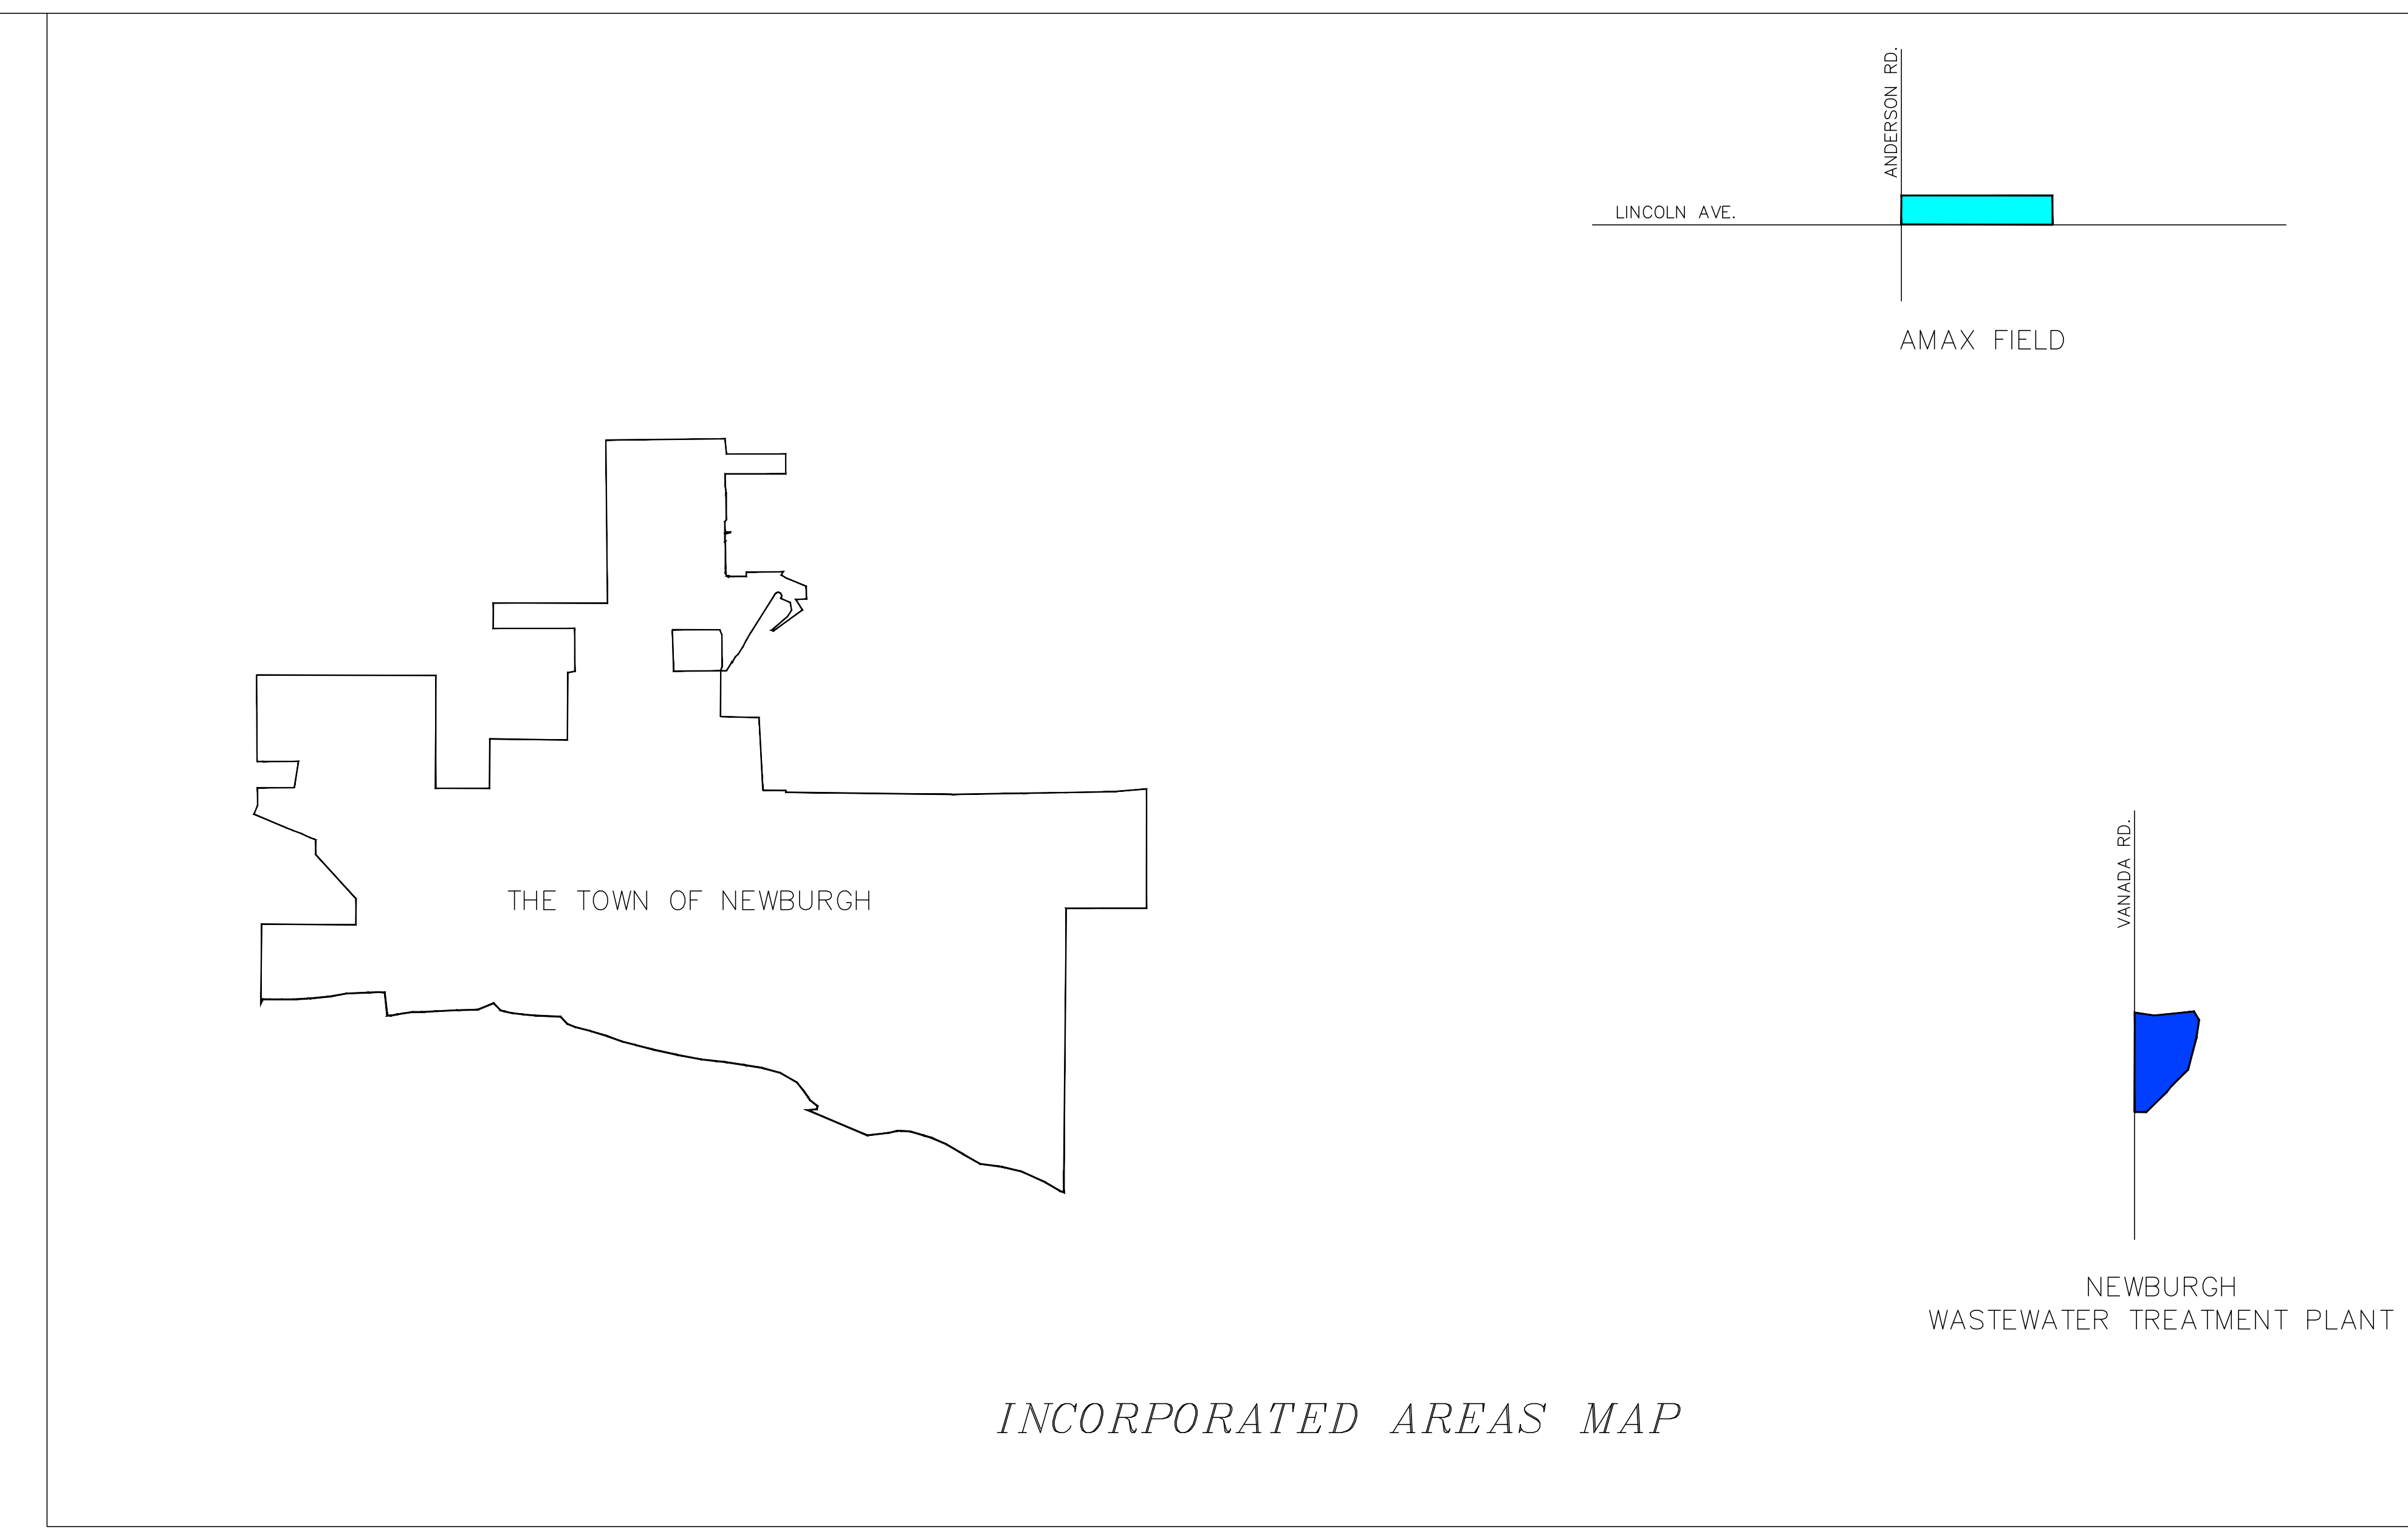 ANDERSON RD.
LINCOLN AVE.
AMAX FIELD
THE TOWN OF NEWBURGH
VANADA RD.
NEWBURGH
WASTEWATER TREATMENT PLANT
INCORPORATED AREAS MAP